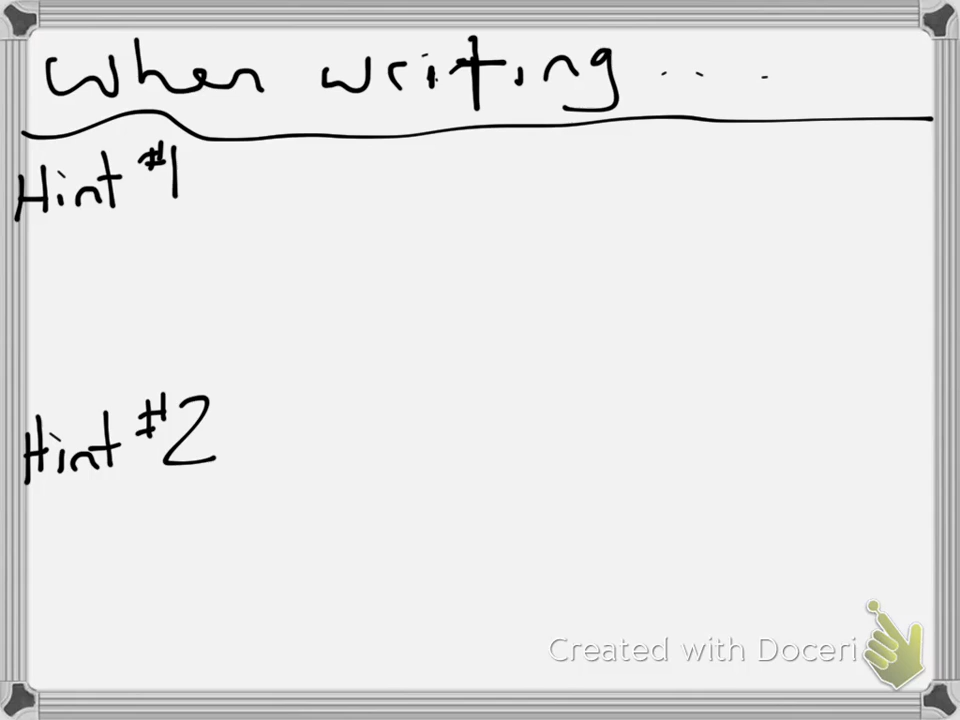 When writing ....
Hint #1
Hint #2
Created with Doceri